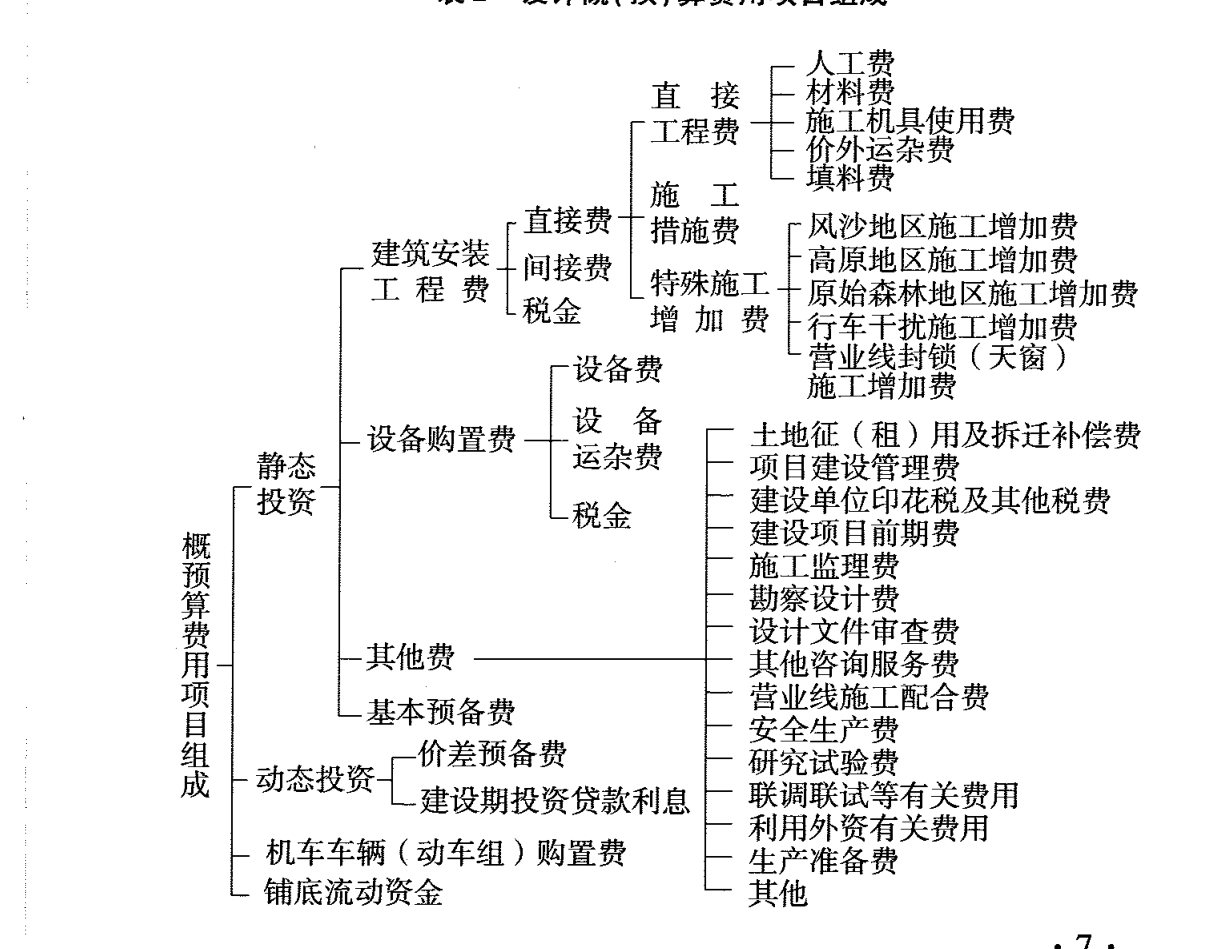 人工费
材料费
施工机具使用费
价外运杂费
填料费
直接
工程费
施工
措施费
特殊施工
增加费
风沙地区施工增加费
高原地区施工增加费
原始森林地区施工增加费
行车干扰施工增加费
营业线封锁（天窗）
施工增加费
直接费
间接费
税金
建筑安装
工程费
设备费
设备
运杂费
税金
设备购置费
静态
投资
土地征（租）用及拆迁补偿费
项目建设管理费
建设单位印花税及其他税费
建设项目前期费
施工监理费
勘察设计费
设计文件审查费
其他咨询服务费
营业线施工配合费
安全生产费
研究试验费
联调联试等有关费用
利用外资有关费用
生产准备费
其他
其他费
基本预备费
概预算费用项目组成
动态投资
价差预备费
建设期投资贷款利息
机车车辆（动车组）购置费
铺底流动资金
·7·